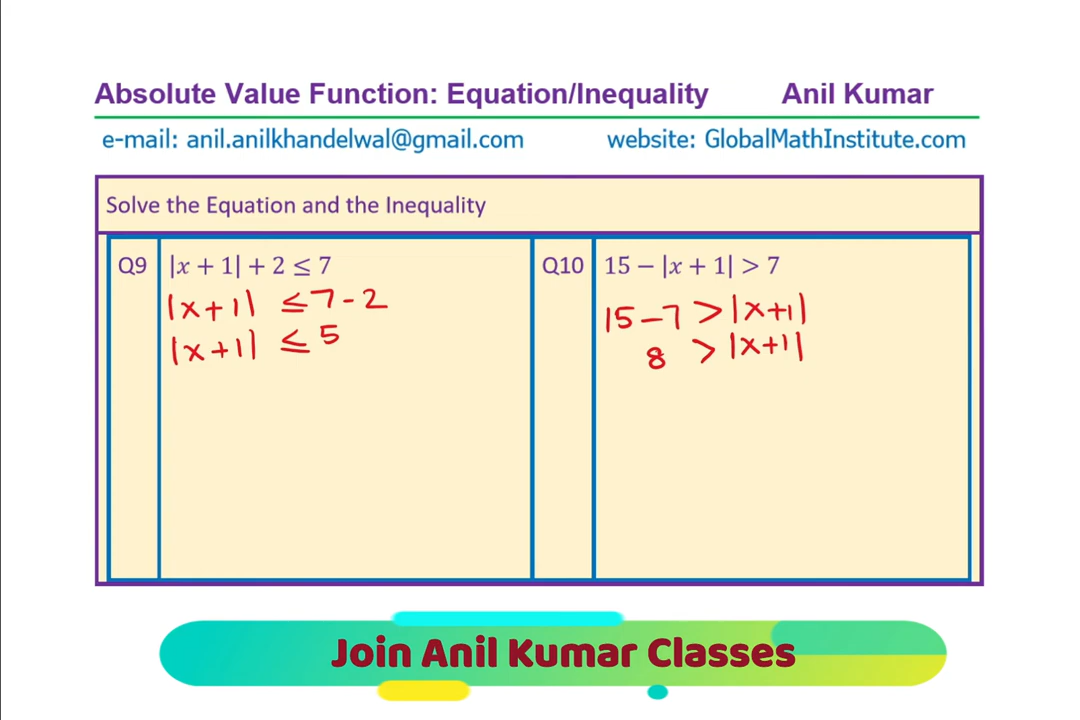 Absolute Value Function: Equation/Inequality Anil Kumar
e-mail: anil.anilkhandelwal@gmail.com website: GlobalMathInstitute.com
Solve the Equation and the Inequality
Q9 |x + 1| + 2 ≤ 7
|x+1| ≤ 7-2
|x+1| ≤ 5
Q10 15 − |x + 1| > 7
15-7 > |x+1|
8 > |x+1|
Join Anil Kumar Classes